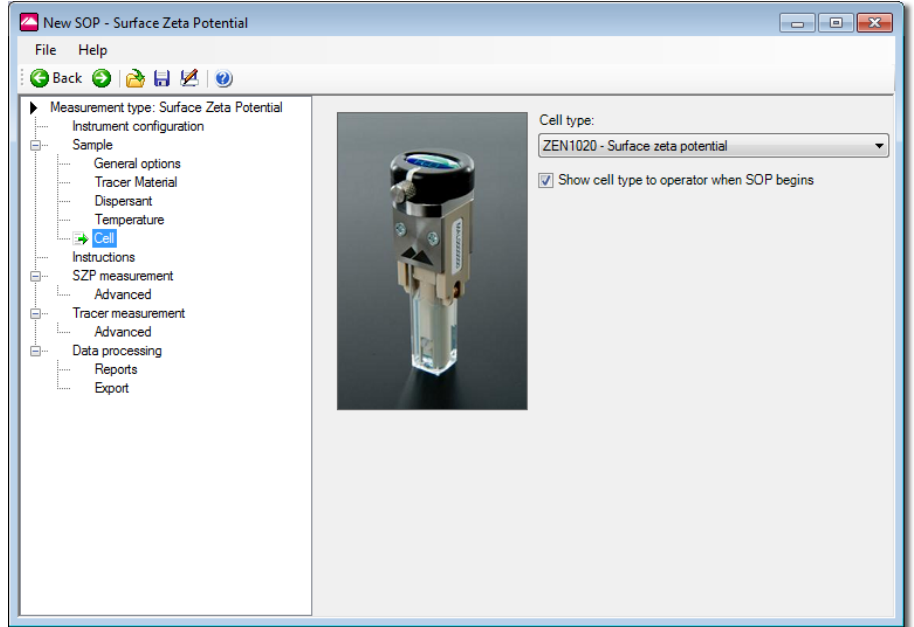 New SOP - Surface Zeta Potential
File Help
Back
Measurement type: Surface Zeta Potential
Instrument configuration
Sample
General options
Tracer Material
Dispersant
Temperature
Cell
Instructions
SZP measurement
Advanced
Tracer measurement
Advanced
Data processing
Reports
Export
Cell type:
ZEN1020 - Surface zeta potential
Show cell type to operator when SOP begins